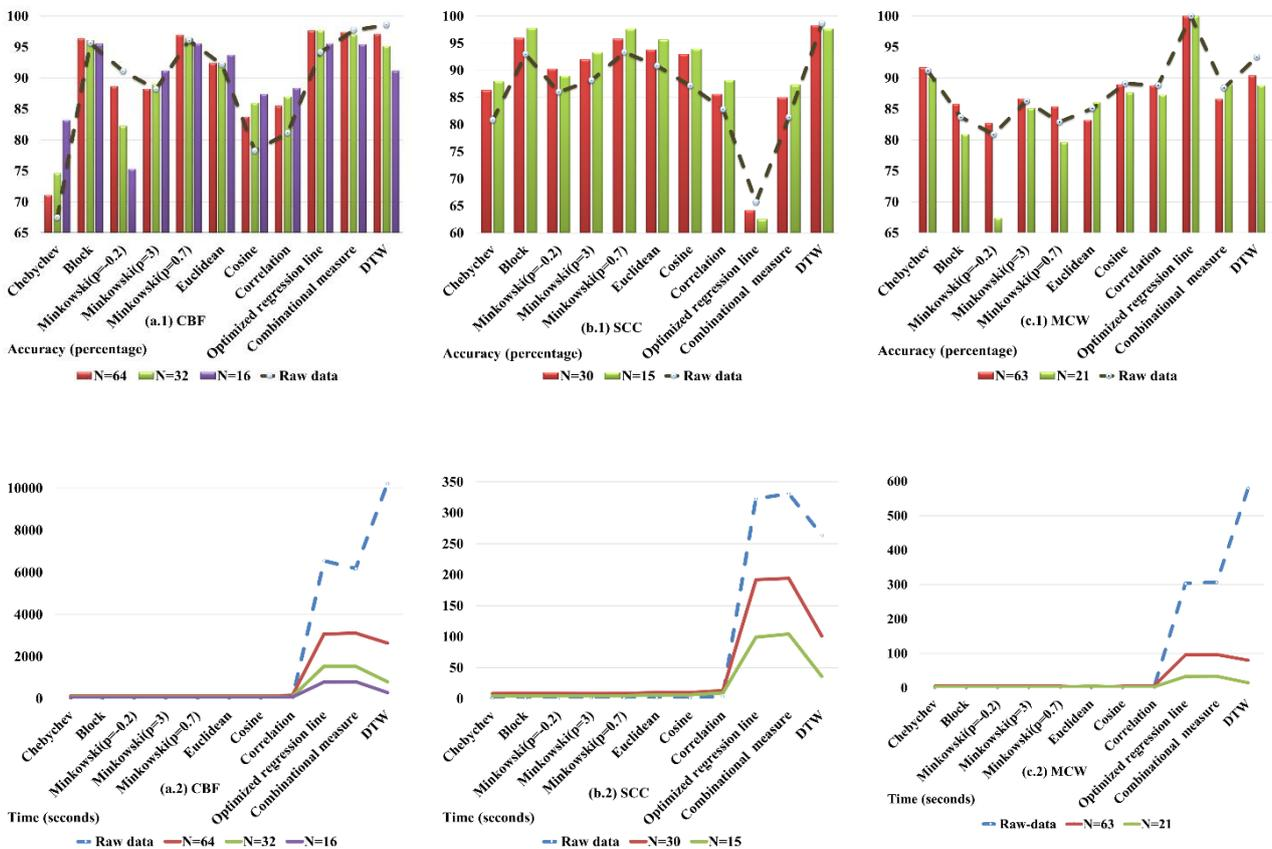 100
95
90
85
80
75
70
65
Chebychev
Block
Minkowski(p=-0.2)
Minkowski(p=3)
Minkowski(p=0.7)
Euclidean
Cosine
Correlation
Optimized regression line
Combinational measure
DTW
(a.1) CBF
Accuracy (percentage)
N=64 N=32 N=16 Raw data
100
95
90
85
80
75
70
65
60
Chebychev
Block
Minkowski(p=-0.2)
Minkowski(p=3)
Minkowski(p=0.7)
Euclidean
Cosine
Correlation
Optimized regression line
Combinational measure
DTW
(b.1) SCC
Accuracy (percentage)
N=30 N=15 Raw data
100
95
90
85
80
75
70
65
Chebychev
Block
Minkowski(p=-0.2)
Minkowski(p=3)
Minkowski(p=0.7)
Euclidean
Cosine
Correlation
Optimized regression line
Combinational measure
DTW
(c.1) MCW
Accuracy (percentage)
N=63 N=21 Raw data
10000
8000
6000
4000
2000
0
Chebychev
Block
Minkowski(p=-0.2)
Minkowski(p=3)
Minkowski(p=0.7)
Euclidean
Cosine
Correlation
Optimized regression line
Combinational measure
DTW
(a.2) CBF
Time (seconds)
Raw data N=64 N=32 N=16
350
300
250
200
150
100
50
0
Chebychev
Block
Minkowski(p=-0.2)
Minkowski(p=3)
Minkowski(p=0.7)
Euclidean
Cosine
Correlation
Optimized regression line
Combinational measure
DTW
(b.2) SCC
Time (seconds)
Raw data N=30 N=15
600
500
400
300
200
100
0
Chebychev
Block
Minkowski(p=-0.2)
Minkowski(p=3)
Minkowski(p=0.7)
Euclidean
Cosine
Correlation
Optimized regression line
Combinational measure
DTW
(c.2) MCW
Time (seconds)
Raw-data N=63 N=21